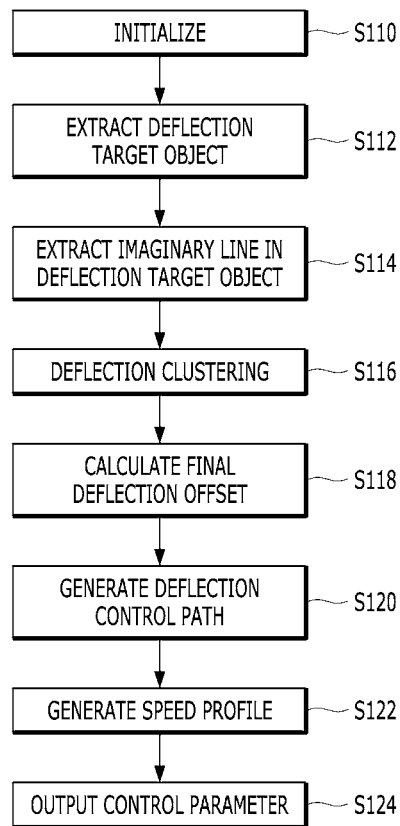 INITIALIZE
S110
EXTRACT DEFLECTION
TARGET OBJECT
S112
EXTRACT IMAGINARY LINE IN
DEFLECTION TARGET OBJECT
S114
DEFLECTION CLUSTERING
S116
CALCULATE FINAL
DEFLECTION OFFSET
S118
GENERATE DEFLECTION
CONTROL PATH
S120
GENERATE SPEED PROFILE
S122
OUTPUT CONTROL PARAMETER
S124